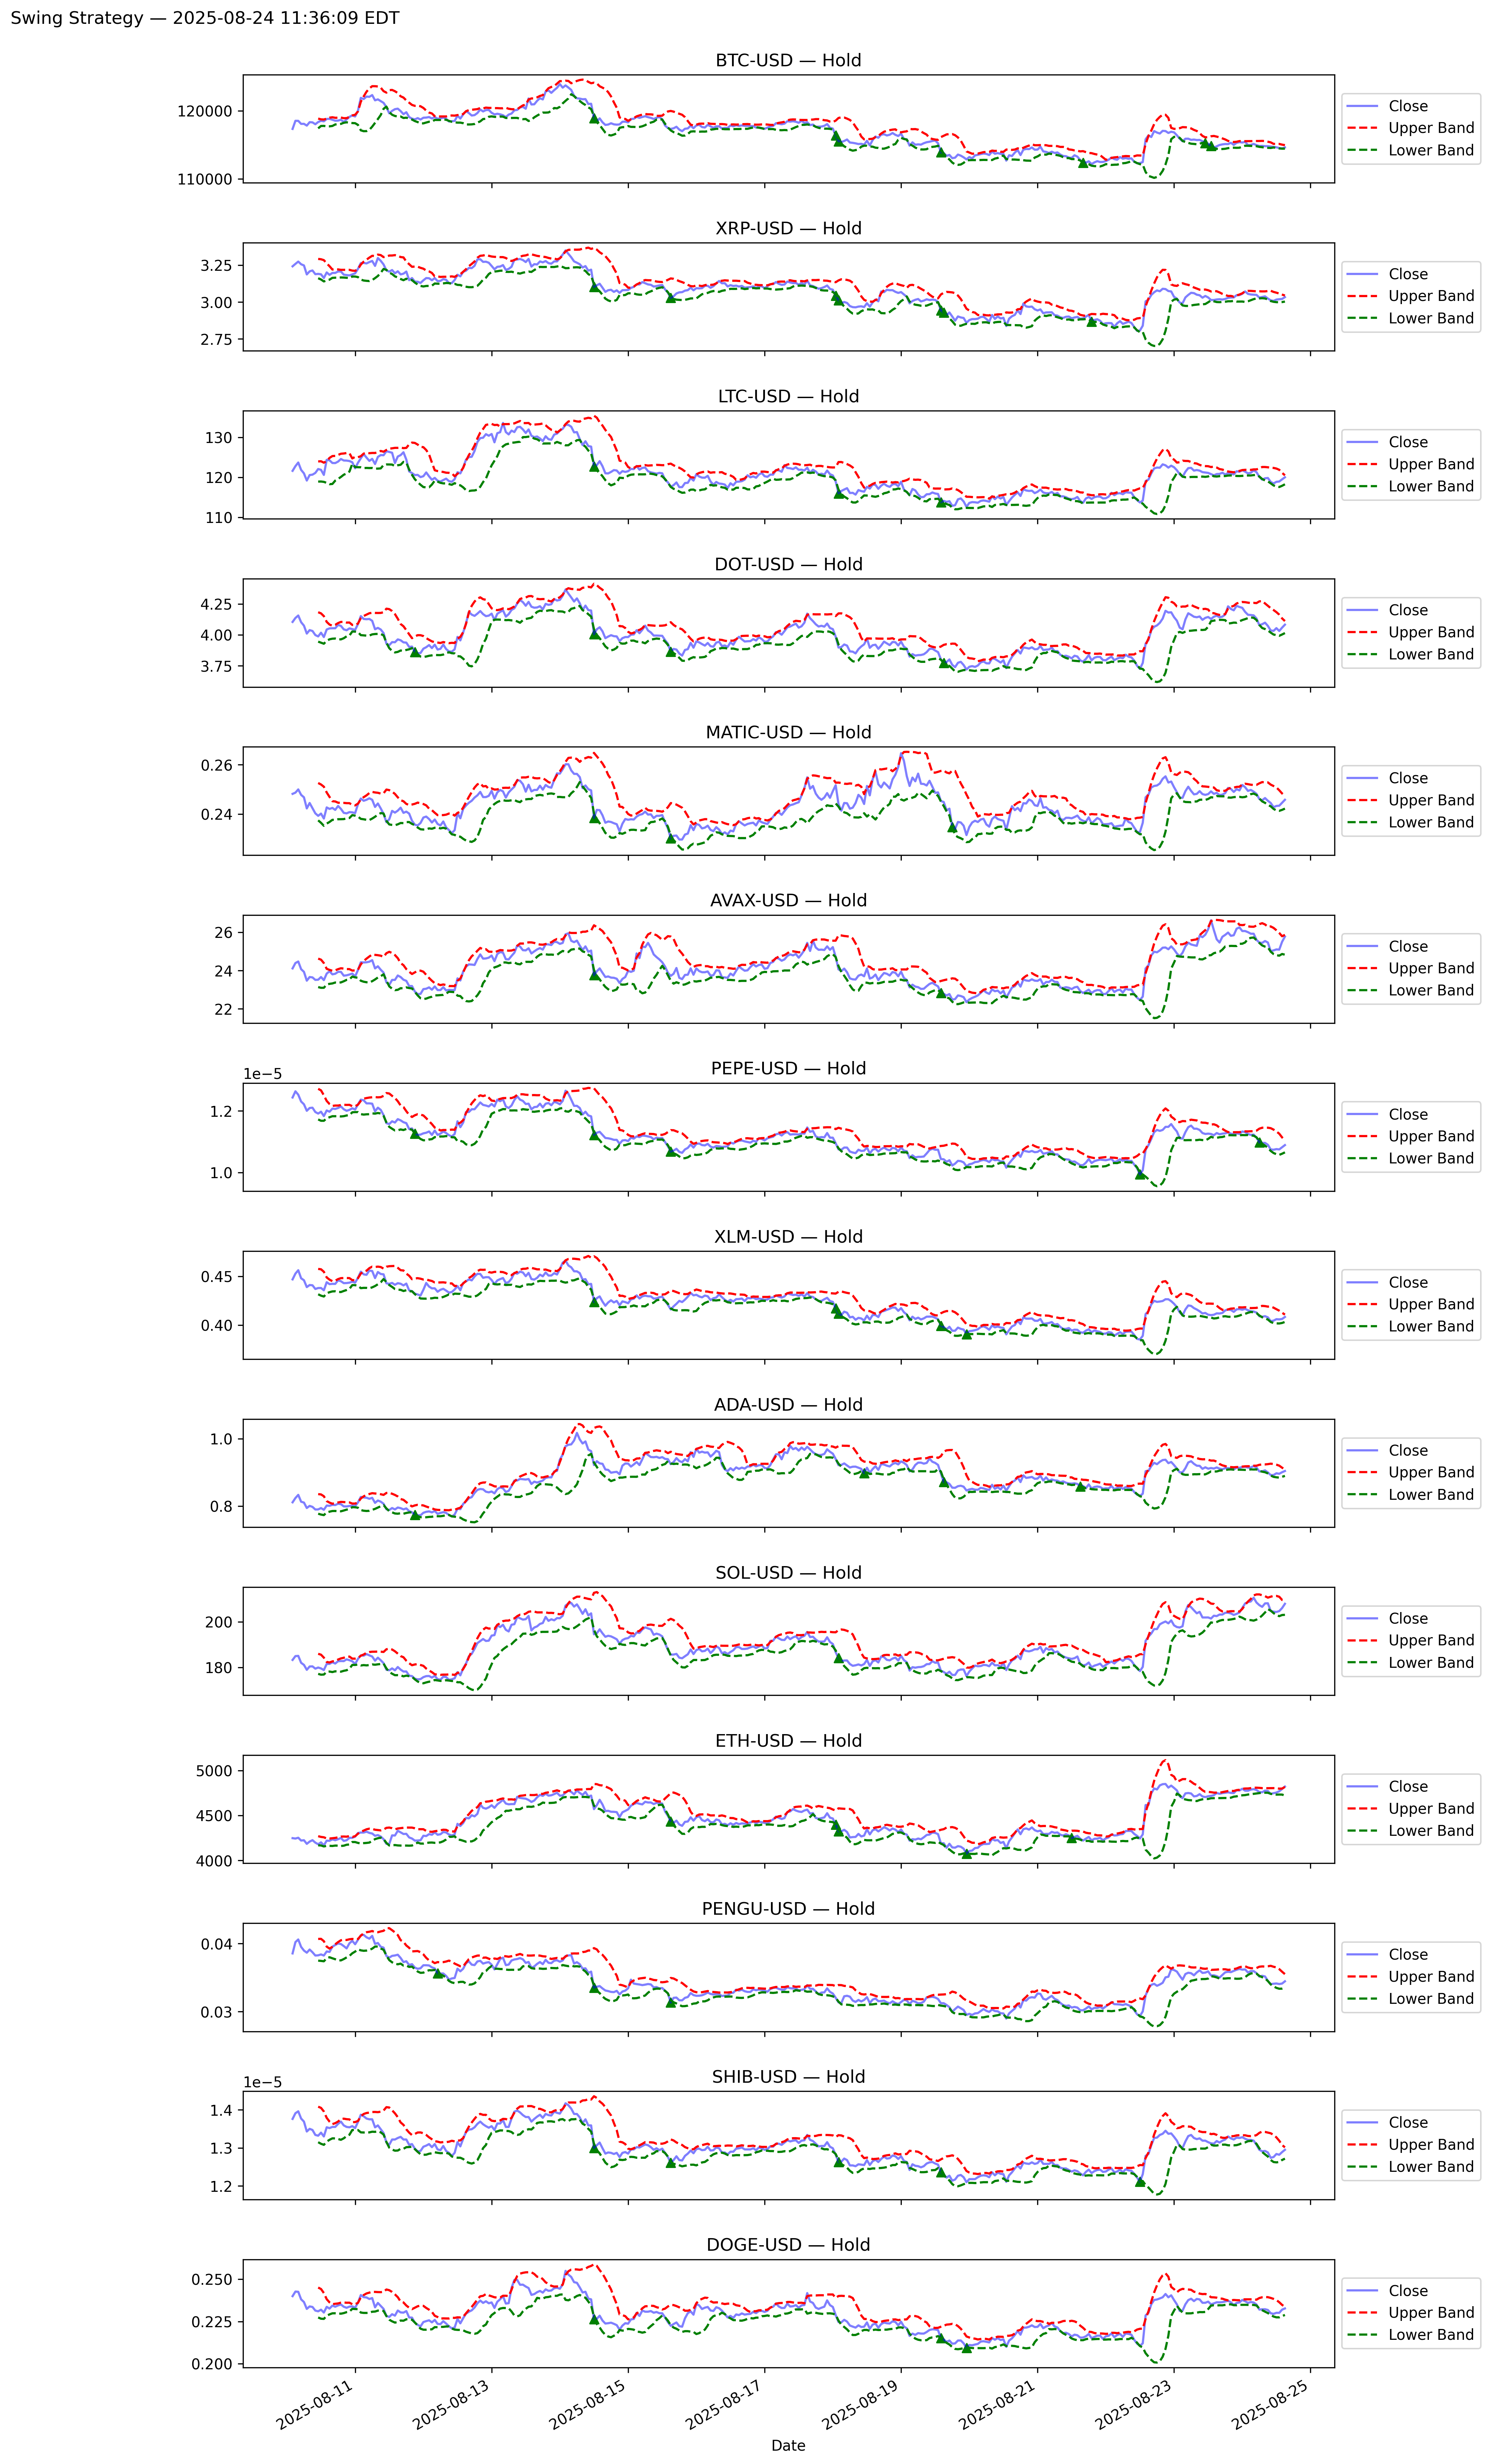 Swing Strategy — 2025-08-24 11:36:09 EDT
BTC-USD — Hold
120000
110000
Close
Upper Band
Lower Band
XRP-USD — Hold
3.25
3.00
2.75
Close
Upper Band
Lower Band
LTC-USD — Hold
130
120
110
Close
Upper Band
Lower Band
DOT-USD — Hold
4.25
4.00
3.75
Close
Upper Band
Lower Band
MATIC-USD — Hold
0.26
0.24
Close
Upper Band
Lower Band
AVAX-USD — Hold
26
24
22
Close
Upper Band
Lower Band
PEPE-USD — Hold
1e−5
1.2
1.0
Close
Upper Band
Lower Band
XLM-USD — Hold
0.45
0.40
Close
Upper Band
Lower Band
ADA-USD — Hold
1.0
0.8
Close
Upper Band
Lower Band
SOL-USD — Hold
200
180
Close
Upper Band
Lower Band
ETH-USD — Hold
5000
4500
4000
Close
Upper Band
Lower Band
PENGU-USD — Hold
0.04
0.03
Close
Upper Band
Lower Band
SHIB-USD — Hold
1e−5
1.4
1.3
1.2
Close
Upper Band
Lower Band
DOGE-USD — Hold
0.250
0.225
0.200
Close
Upper Band
Lower Band
2025-08-11
2025-08-13
2025-08-15
2025-08-17
2025-08-19
2025-08-21
2025-08-23
2025-08-25
Date